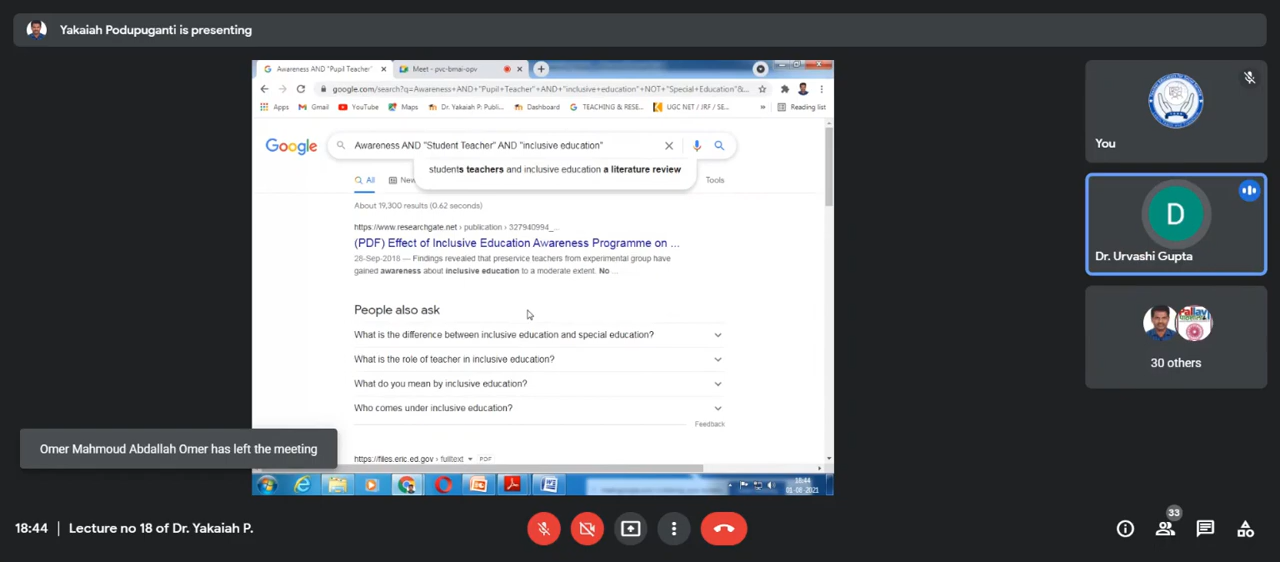 Yakaiah Podupuganti is presenting
Awareness AND "Pupil Teacher"
Meet - pvc-bmai-opv
google.com/search?q=Awareness+AND+"Pupil+Teacher"+AND+"inclusive+education"+NOT+"Special+Education"&...
Apps Gmail YouTube Maps Dr. Yakaiah P: Publi... Dashboard TEACHING & RESE... UGC NET / JRF / SE... » Reading list
Google
Awareness AND "Student Teacher" AND "inclusive education"
students teachers and inclusive education a literature review
All New Tools
About 19,300 results (0.62 seconds)
https://www.researchgate.net › publication › 327940994_...
(PDF) Effect of Inclusive Education Awareness Programme on ...
28-Sep-2018 — Findings revealed that preservice teachers from experimental group have
gained awareness about inclusive education to a moderate extent. No ...
People also ask
What is the difference between inclusive education and special education?
What is the role of teacher in inclusive education?
What do you mean by inclusive education?
Who comes under inclusive education?
Feedback
https://files.eric.ed.gov › fulltext PDF
18:44
01-08-2021
You
D
Dr. Urvashi Gupta
30 others
Omer Mahmoud Abdallah Omer has left the meeting
18:44 | Lecture no 18 of Dr. Yakaiah P.
33